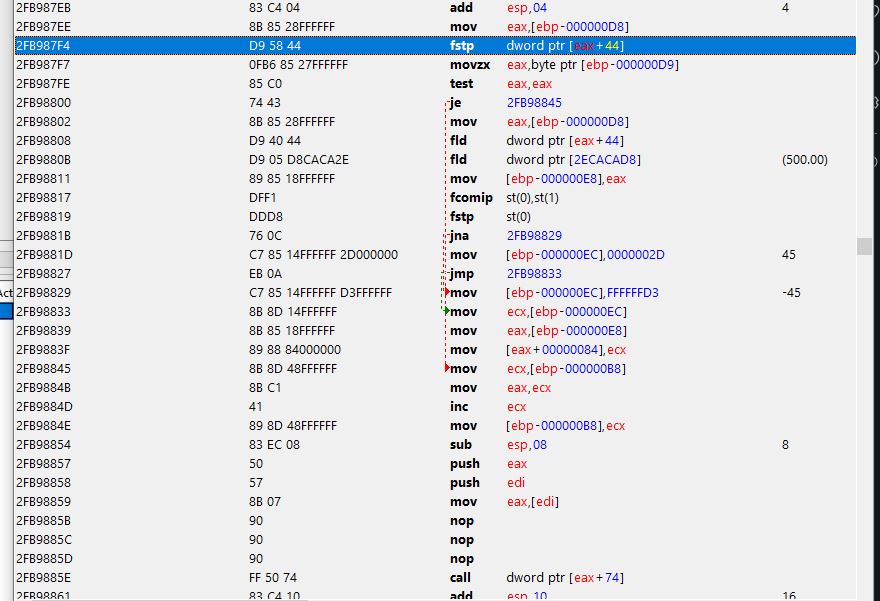 2FB987EB 83 C4 04 add esp,04 4
2FB987EE 8B 85 28FFFFFF mov eax,[ebp-000000D8]
2FB987F4 D9 58 44 fstp dword ptr [eax+44]
2FB987F7 0FB6 85 27FFFFFF movzx eax,byte ptr [ebp-000000D9]
2FB987FE 85 C0 test eax,eax
2FB98800 74 43 je 2FB98845
2FB98802 8B 85 28FFFFFF mov eax,[ebp-000000D8]
2FB98808 D9 40 44 fld dword ptr [eax+44]
2FB9880B D9 05 D8CACA2E fld dword ptr [2ECACAD8] (500.00)
2FB98811 89 85 18FFFFFF mov [ebp-000000E8],eax
2FB98817 DFF1 fcomip st(0),st(1)
2FB98819 DDD8 fstp st(0)
2FB9881B 76 0C jna 2FB98829
2FB9881D C7 85 14FFFFFF 2D000000 mov [ebp-000000EC],0000002D 45
2FB98827 EB 0A jmp 2FB98833
Act
2FB98829 C7 85 14FFFFFF D3FFFFFF mov [ebp-000000EC],FFFFFFD3 -45
2FB98833 8B 8D 14FFFFFF mov ecx,[ebp-000000EC]
2FB98839 8B 85 18FFFFFF mov eax,[ebp-000000E8]
2FB9883F 89 88 84000000 mov [eax+00000084],ecx
2FB98845 8B 8D 48FFFFFF mov ecx,[ebp-000000B8]
2FB9884B 8B C1 mov eax,ecx
2FB9884D 41 inc ecx
2FB9884E 89 8D 48FFFFFF mov [ebp-000000B8],ecx
2FB98854 83 EC 08 sub esp,08 8
2FB98857 50 push eax
2FB98858 57 push edi
2FB98859 8B 07 mov eax,[edi]
2FB9885B 90 nop
2FB9885C 90 nop
2FB9885D 90 nop
2FB9885E FF 50 74 call dword ptr [eax+74]
2FB98861 83 C4 10 add esp,10 16